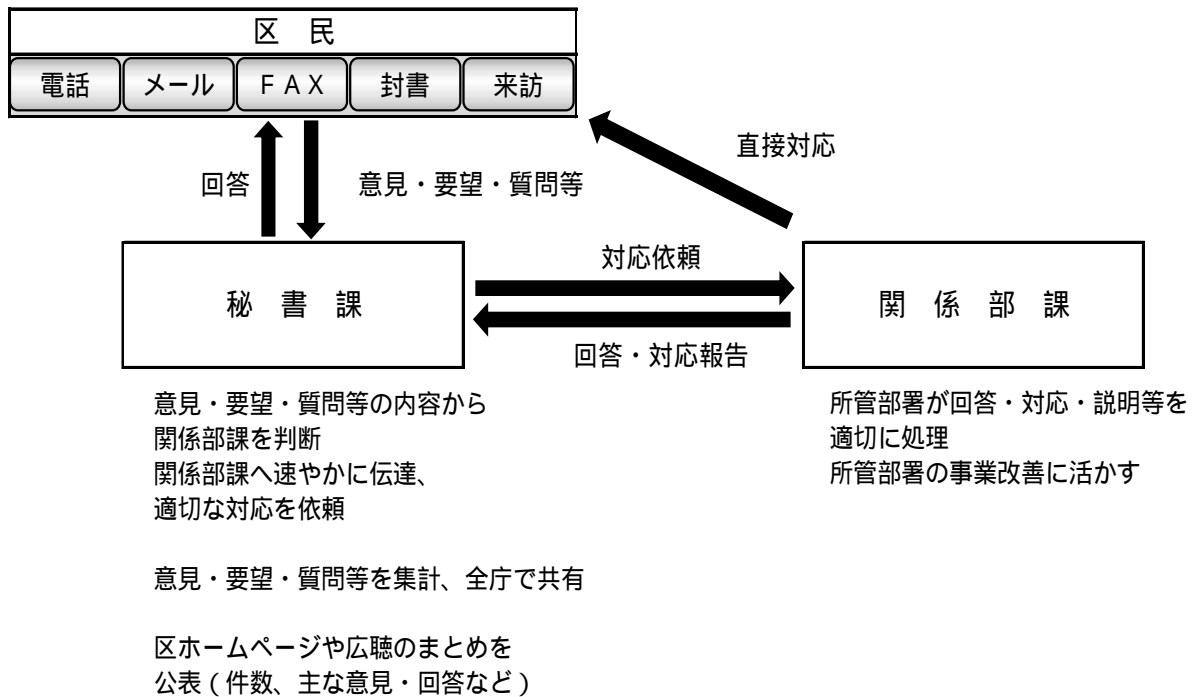 区　民
電話
メール
ＦＡＸ
封書
来訪
直接対応
回答
意見・要望・質問等
対応依頼
秘　書　課
関　係　部　課
回答・対応報告
意見・要望・質問等の内容から
関係部課を判断
関係部課へ速やかに伝達、
適切な対応を依頼
意見・要望・質問等を集計、全庁で共有
区ホームページや広聴のまとめを
公表（件数、主な意見・回答など）
所管部署が回答・対応・説明等を
適切に処理
所管部署の事業改善に活かす